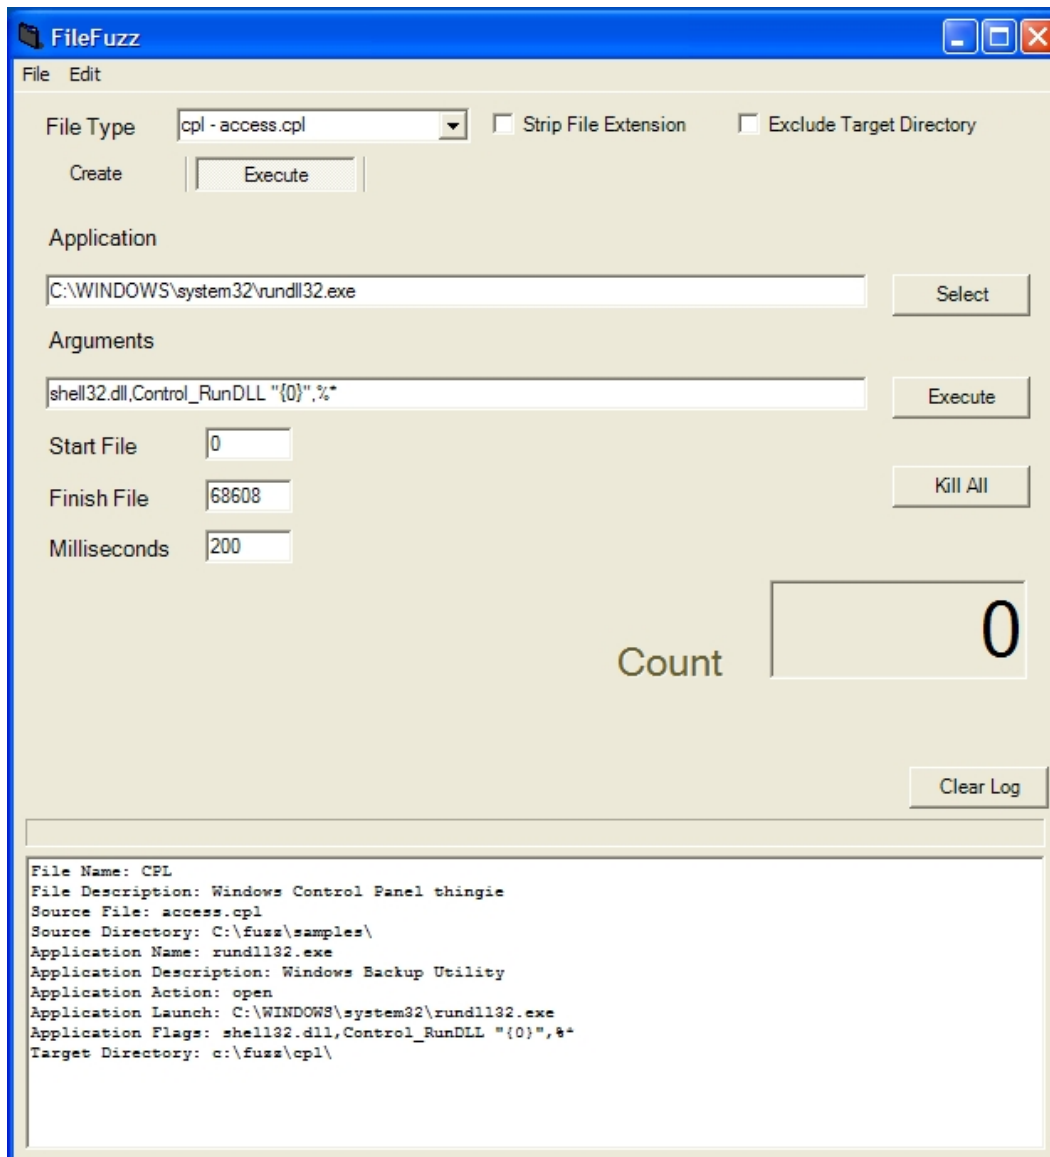 FileFuzz
File Edit
File Type cpl - access.cpl Strip File Extension Exclude Target Directory
Create Execute
Application
C:\WINDOWS\system32\rundll32.exe Select
Arguments
shell32.dll,Control_RunDLL "{0}",%* Execute
Start File 0
Kill All
Finish File 68608
Milliseconds 200
Count 0
Clear Log
File Name: CPL
File Description: Windows Control Panel thingie
Source File: access.cpl
Source Directory: C:\fuzz\samples\
Application Name: rundll32.exe
Application Description: Windows Backup Utility
Application Action: open
Application Launch: C:\WINDOWS\system32\rundll32.exe
Application Flags: shell32.dll,Control_RunDLL "{0}",%*
Target Directory: c:\fuzz\cpl\